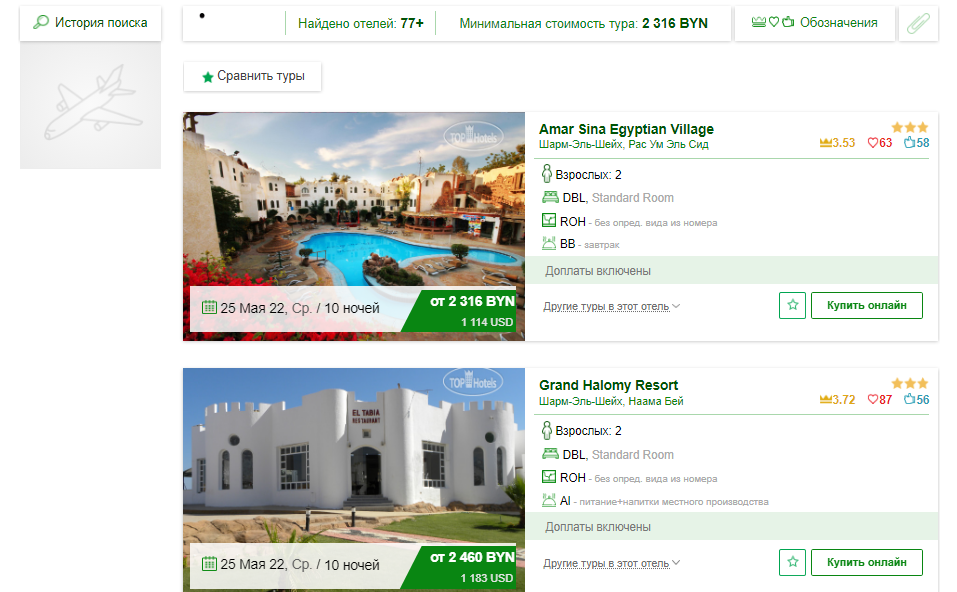 История поиска
Найдено отелей: 77+
Минимальная стоимость тура: 2 316 BYN
Обозначения
Сравнить туры
TOP Hotels
25 Мая 22, Ср. / 10 ночей
от 2 316 BYN
1 114 USD
Amar Sina Egyptian Village
Шарм-Эль-Шейх, Рас Ум Эль Сид
3.53 63 58
Взрослых: 2
DBL, Standard Room
ROH - без опред. вида из номера
BB - завтрак
Доплаты включены
Другие туры в этот отель
Купить онлайн
TOP Hotels
EL TABIA
RESTAURANT
25 Мая 22, Ср. / 10 ночей
от 2 460 BYN
1 183 USD
Grand Halomy Resort
Шарм-Эль-Шейх, Наама Бей
3.72 87 56
Взрослых: 2
DBL, Standard Room
ROH - без опред. вида из номера
AI - питание+напитки местного производства
Доплаты включены
Другие туры в этот отель
Купить онлайн